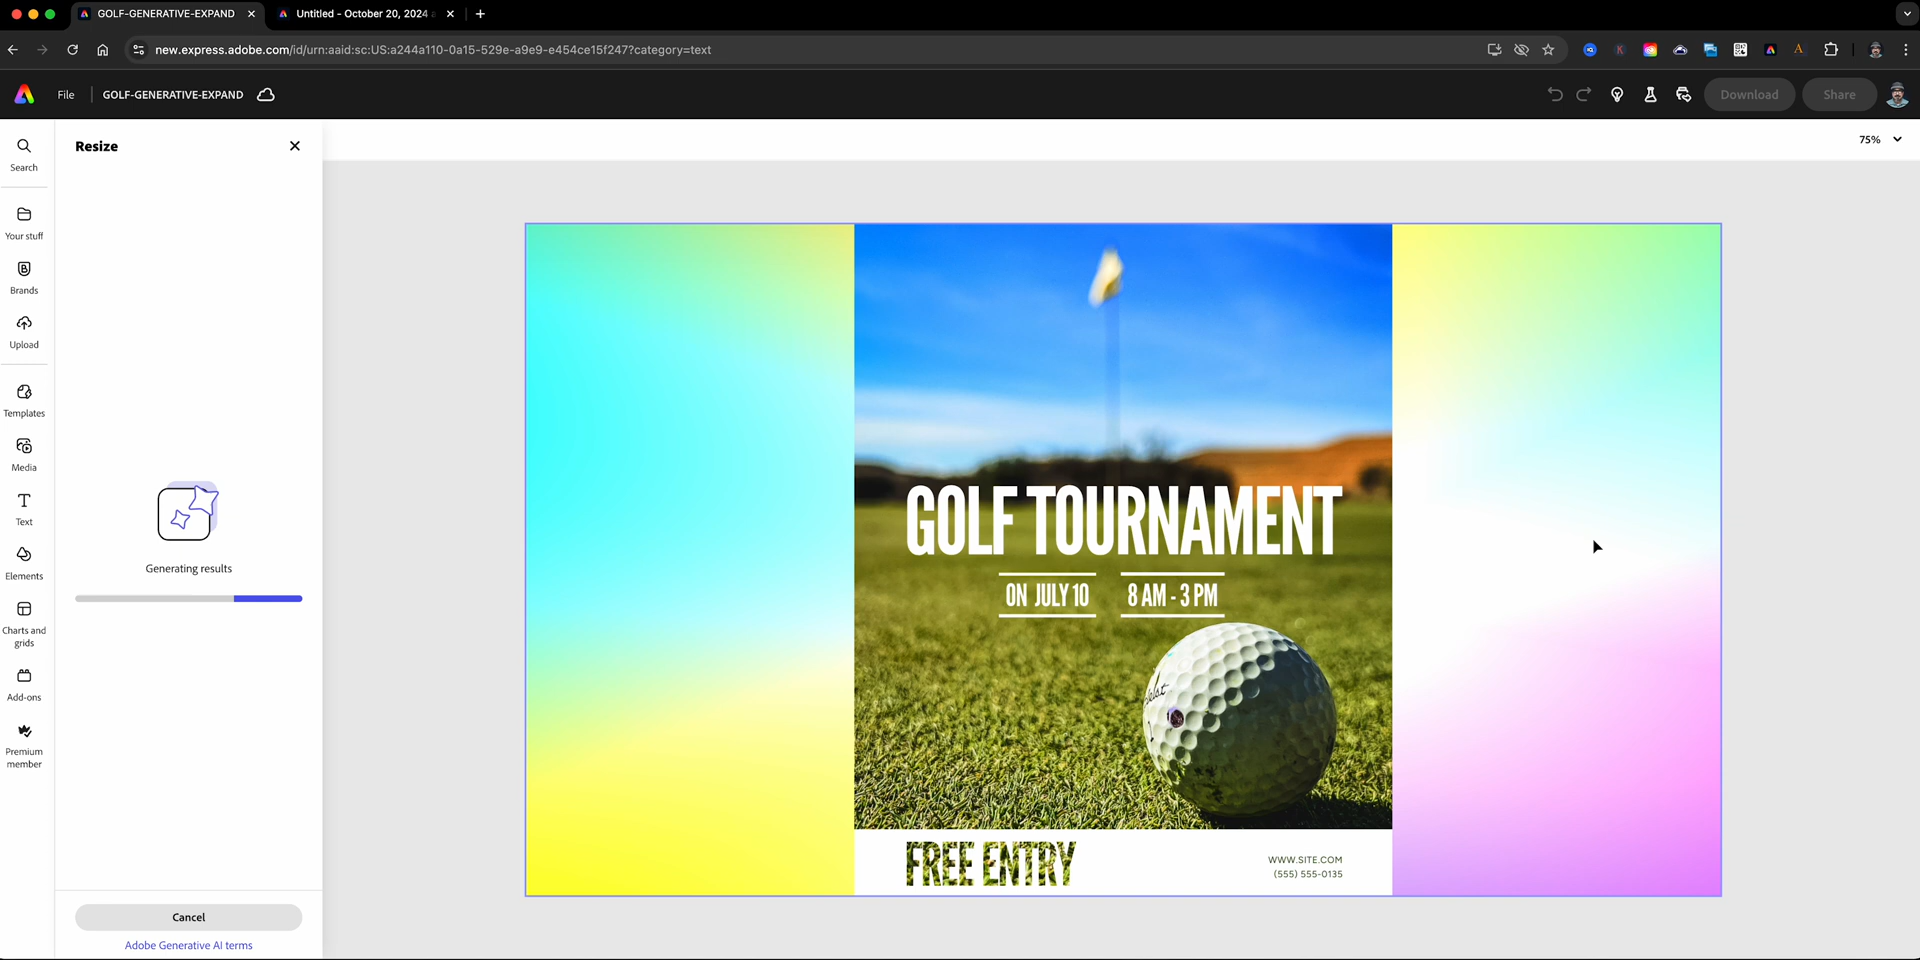 GOLF-GENERATIVE-EXPAND
Untitled - October 20, 2024
new.express.adobe.com/id/urn:aaid:sc:US:a244a110-0a15-529e-a9e9-e454ce15f247?category=text
File
GOLF-GENERATIVE-EXPAND
Download
Share
Search
Your stuff
Brands
Upload
Templates
Media
Text
Elements
Charts and
grids
Add-ons
Premium
member
Resize
Generating results
Cancel
Adobe Generative AI terms
75%
GOLF TOURNAMENT
ON JULY 10
8 AM - 3 PM
FREE ENTRY
WWW.SITE.COM
(555) 555-0135